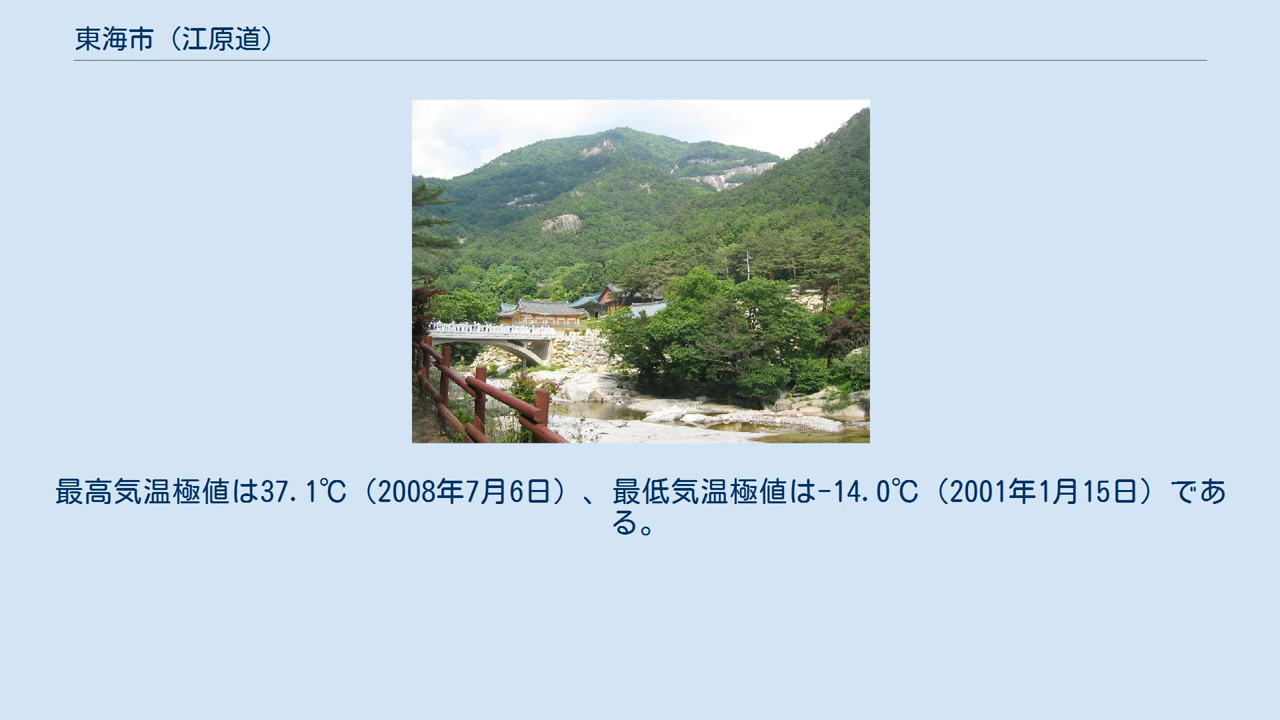 東海市（江原道）
最高気温極値は37.1℃（2008年7月6日）、最低気温極値は-14.0℃（2001年1月15日）であ
る。